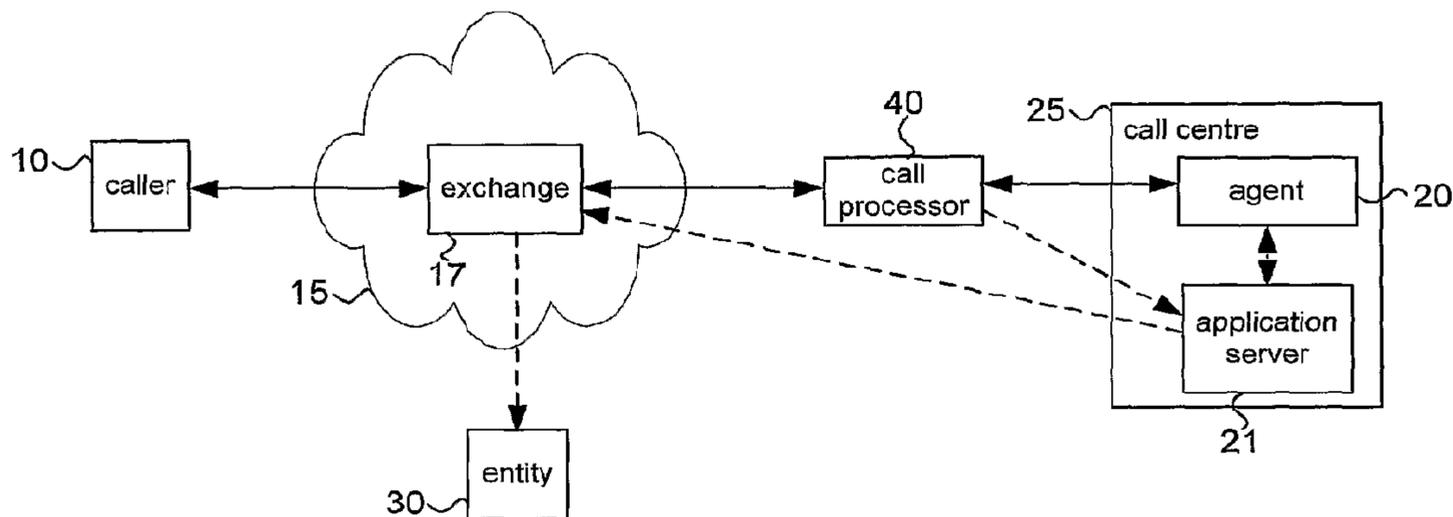 40
25
call centre
10
caller
exchange
call
processor
agent
20
17
15
application
server
21
entity
30